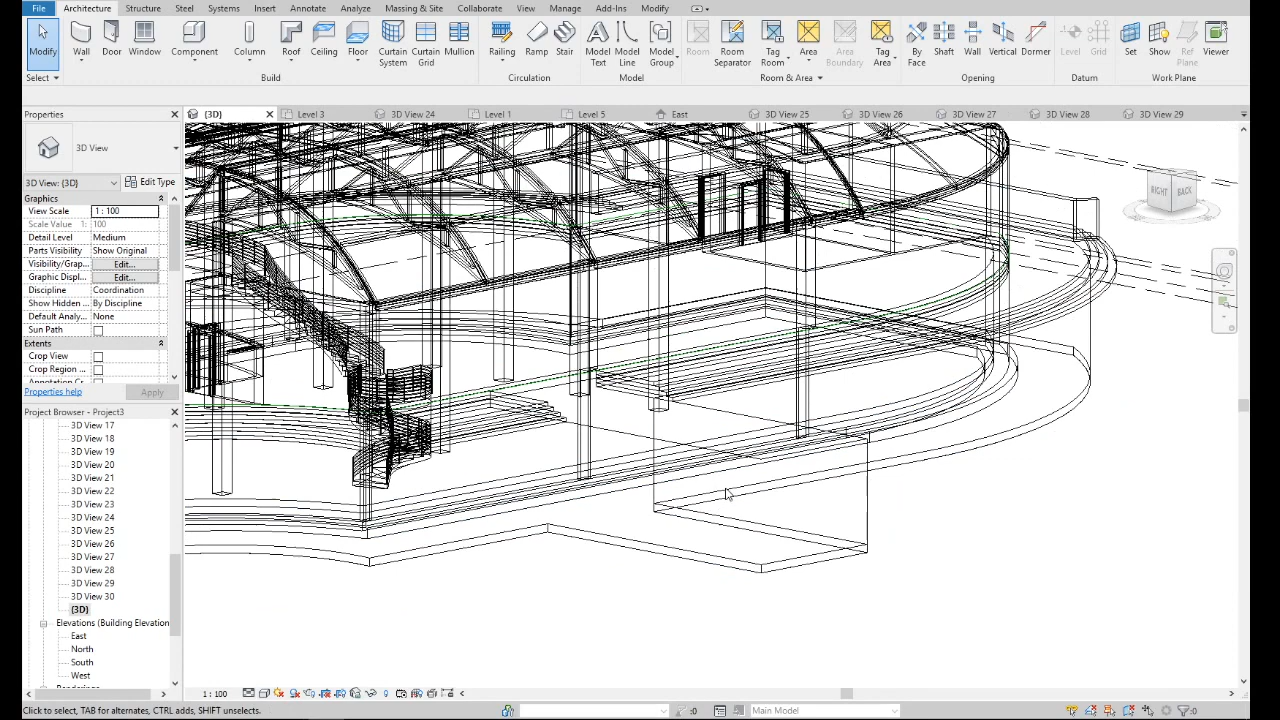 File Architecture Structure Steel Systems Insert Annotate Analyze Massing & Site Collaborate View Manage Add-Ins Modify
Modify Wall Door Window Component Column Roof Ceiling Floor Curtain System Curtain Grid Mullion Railing Ramp Stair Model Text Model Line Model Group Room Room Separator Tag Room Area Area Boundary Tag Area By Face Shaft Wall Vertical Dormer Level Grid Set Show Ref Plane Viewer
Select Build Circulation Model Room & Area Opening Datum Work Plane
Properties {3D} Level 3 3D View 24 Level 1 Level 5 East 3D View 25 3D View 26 3D View 27 3D View 28 3D View 29
3D View
3D View: {3D} Edit Type
Graphics
View Scale 1 : 100
Scale Value 1: 100
Detail Level Medium
Parts Visibility Show Original
Visibility/Grap... Edit...
Graphic Displ... Edit...
Discipline Coordination
Show Hidden ... By Discipline
Default Analy... None
Sun Path
Extents
Crop View
Crop Region ...
Properties help Apply
Project Browser - Project3
3D View 17
3D View 18
3D View 19
3D View 20
3D View 21
3D View 22
3D View 23
3D View 24
3D View 25
3D View 26
3D View 27
3D View 28
3D View 29
3D View 30
{3D}
Elevations (Building Elevation
East
North
South
West
RIGHT BACK
1 : 100
Click to select, TAB for alternates, CTRL adds, SHIFT unselects. :0 Main Model :0